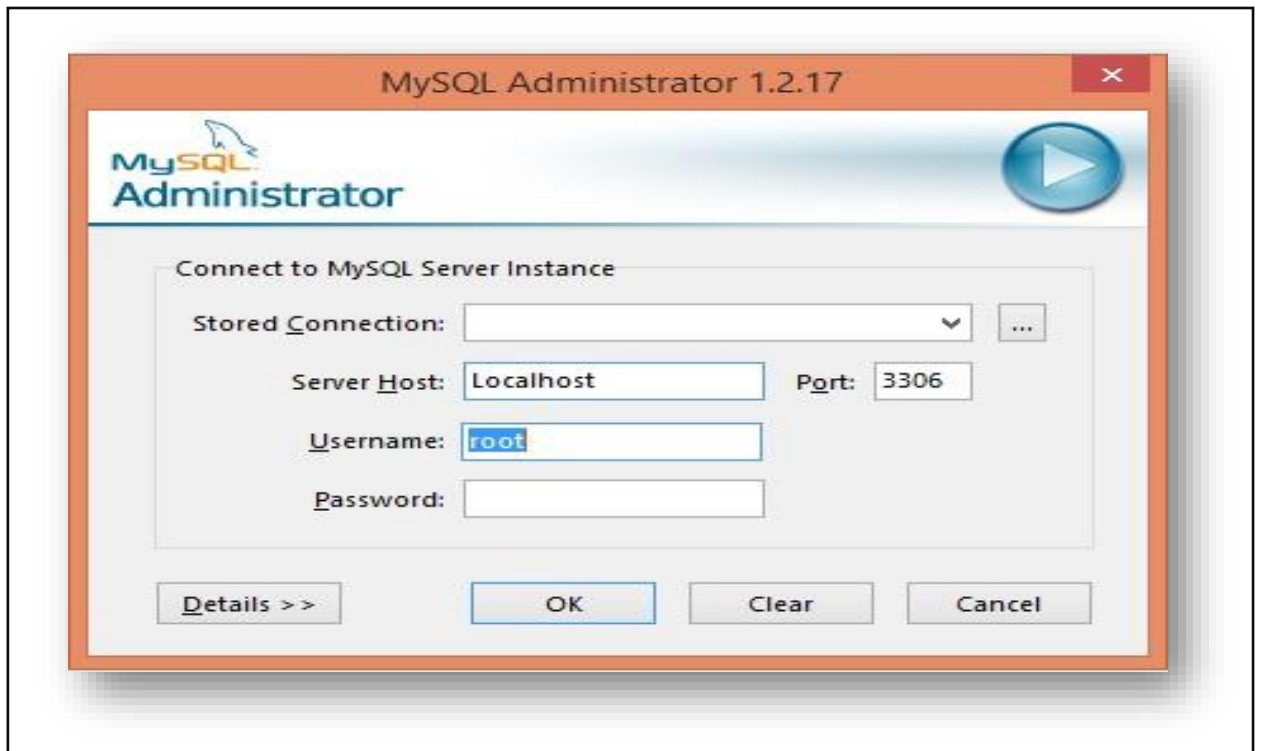 MySQL Administrator 1.2.17
MySQL
Administrator
Connect to MySQL Server Instance
Stored Connection:
...
Server Host: Localhost Port: 3306
Username: root
Password:
Details >> OK Clear Cancel